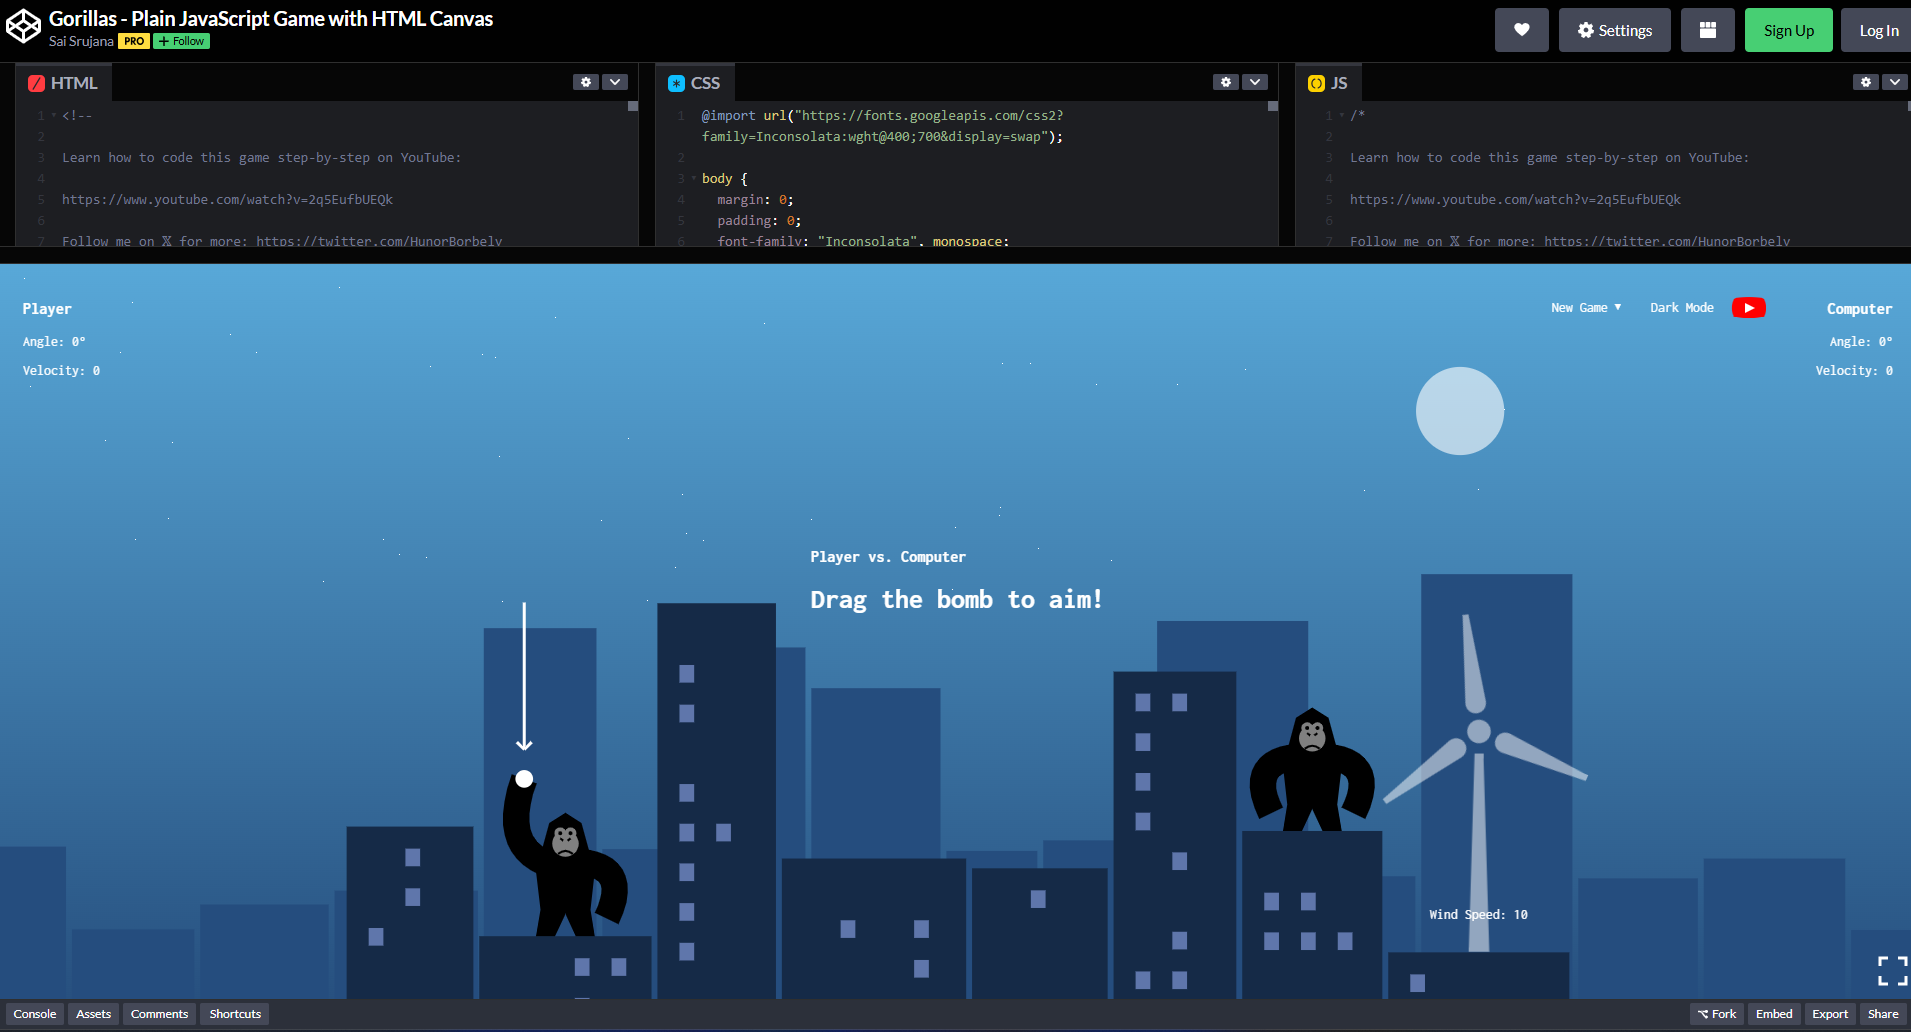 Gorillas - Plain JavaScript Game with HTML Canvas
Sai Srujana PRO + Follow
Settings
Sign Up
Log In
HTML
1 <!--
2
3 Learn how to code this game step-by-step on YouTube:
4
5 https://www.youtube.com/watch?v=2q5EufbUEQk
6
7 Follow me on 𝕏 for more: https://twitter.com/HunorBorbely
CSS
1 @import url("https://fonts.googleapis.com/css2?
family=Inconsolata:wght@400;700&display=swap");
2
3 body {
4 margin: 0;
5 padding: 0;
6 font-family: "Inconsolata", monospace;
JS
1 /*
2
3 Learn how to code this game step-by-step on YouTube:
4
5 https://www.youtube.com/watch?v=2q5EufbUEQk
6
7 Follow me on 𝕏 for more: https://twitter.com/HunorBorbely
Player
Angle: 0°
Velocity: 0
New Game ▼ Dark Mode
Computer
Angle: 0°
Velocity: 0
Player vs. Computer
Drag the bomb to aim!
Wind Speed: 10
Console Assets Comments Shortcuts
Fork Embed Export Share